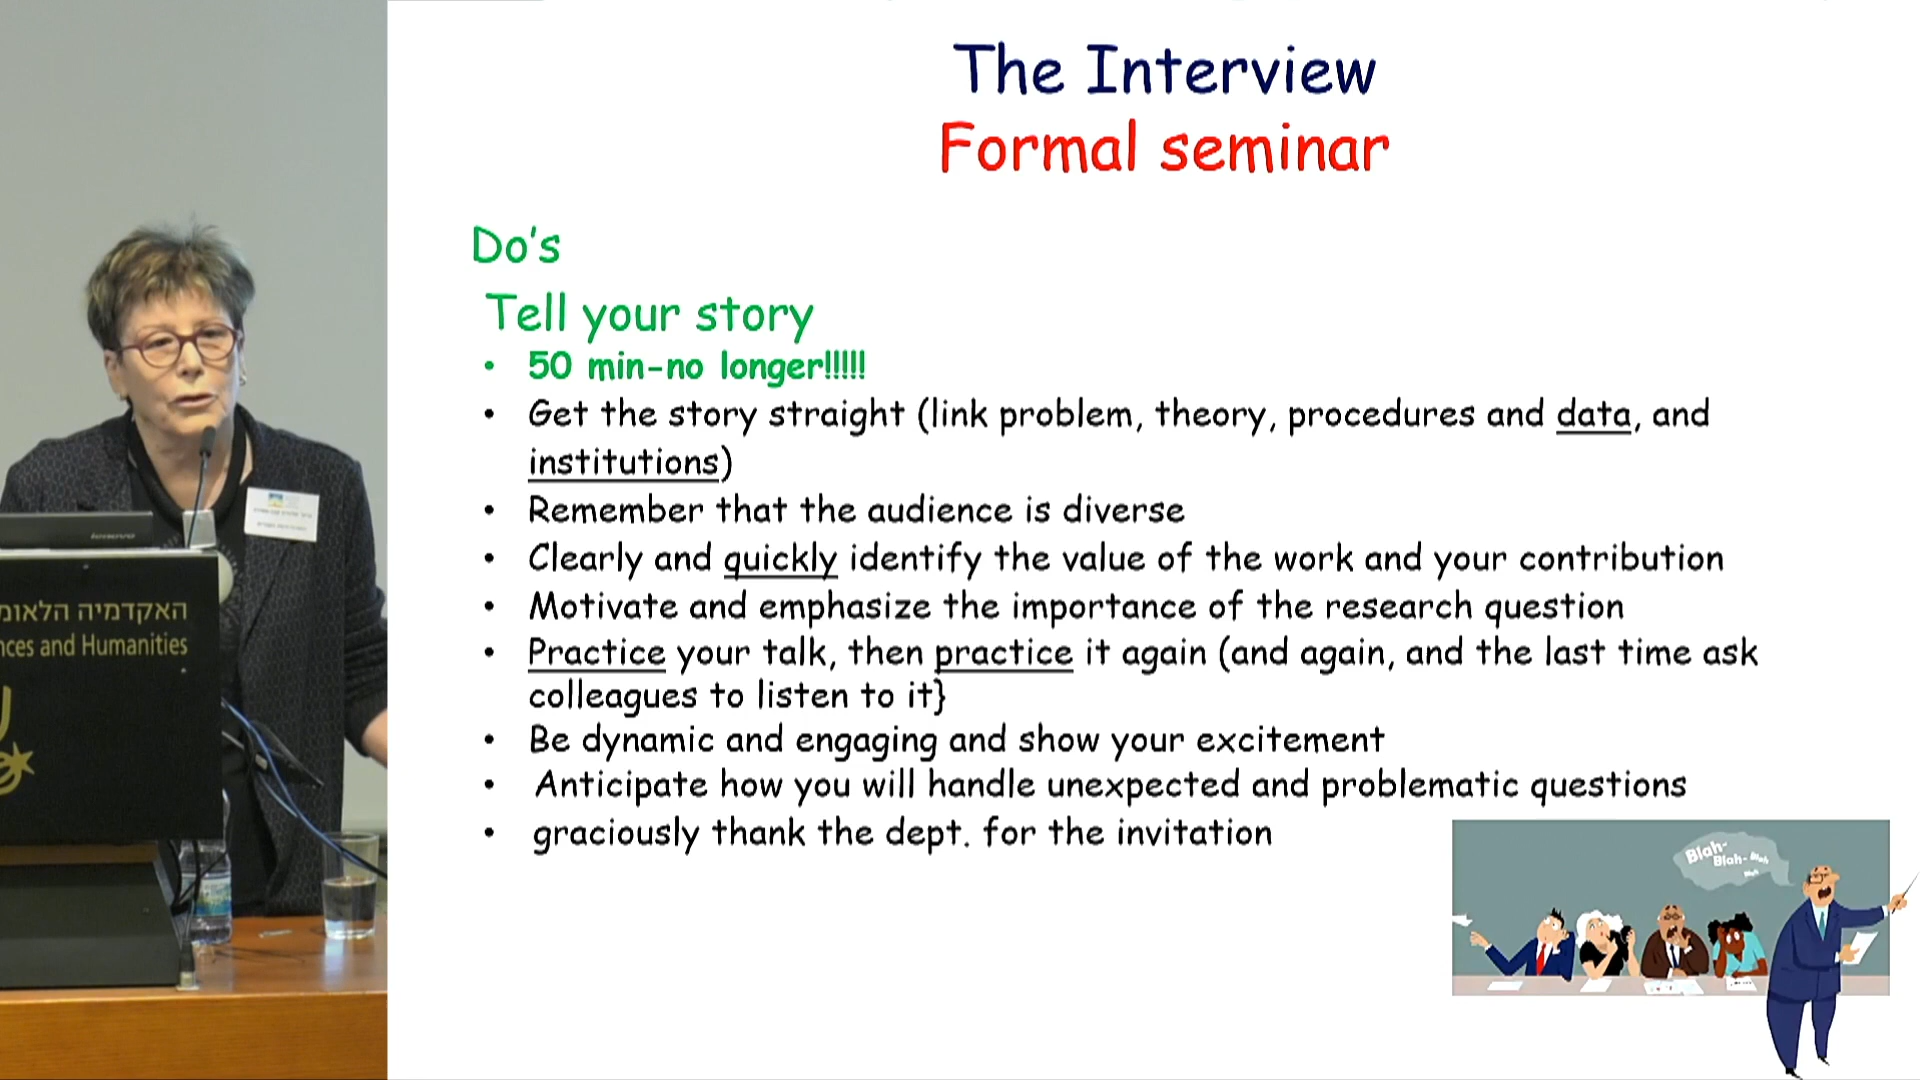 The Interview
Formal seminar
Do's
Tell your story
• 50 min-no longer!!!!!
• Get the story straight (link problem, theory, procedures and data, and
institutions)
• Remember that the audience is diverse
• Clearly and quickly identify the value of the work and your contribution
• Motivate and emphasize the importance of the research question
• Practice your talk, then practice it again (and again, and the last time ask
colleagues to listen to it}
• Be dynamic and engaging and show your excitement
• Anticipate how you will handle unexpected and problematic questions
• graciously thank the dept. for the invitation
Blah-
Blah-Blah
Blah
lenovo
האקדמיה הלאומ
nces and Humanities